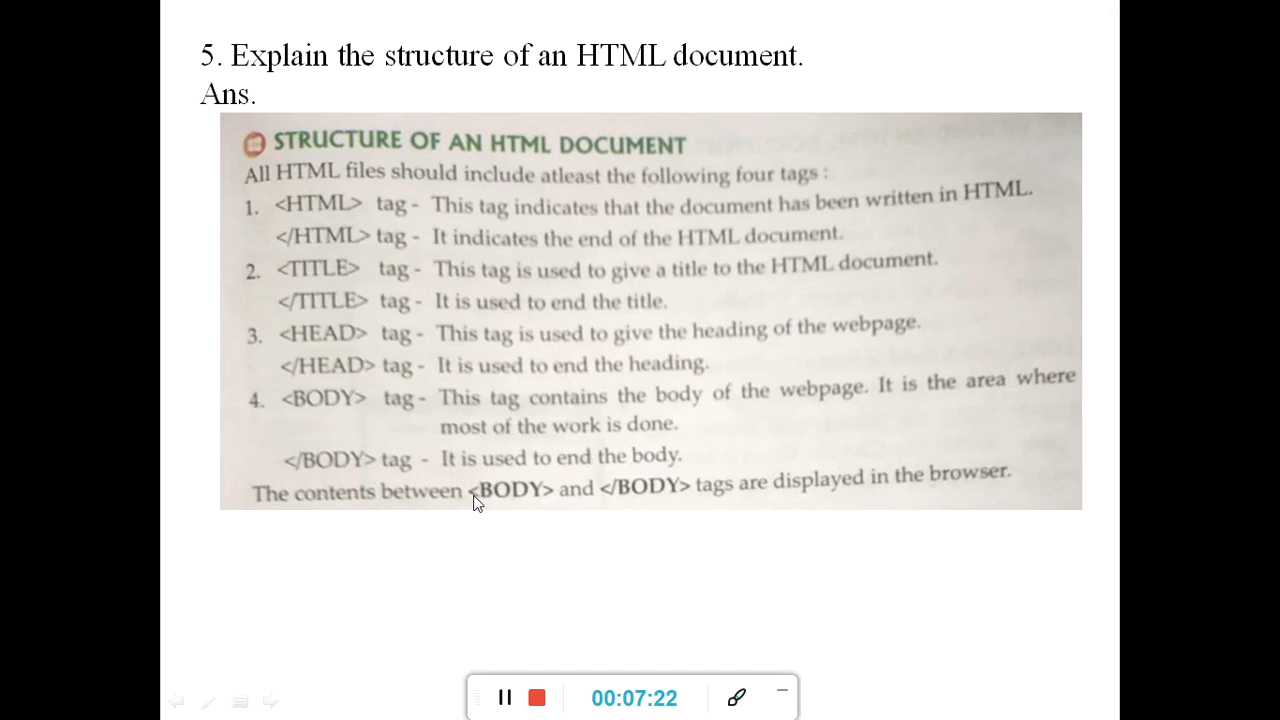 5. Explain the structure of an HTML document.
Ans.
STRUCTURE OF AN HTML DOCUMENT
All HTML files should include atleast the following four tags :
1. <HTML> tag - This tag indicates that the document has been written in HTML.
</HTML> tag - It indicates the end of the HTML document.
2. <TITLE> tag - This tag is used to give a title to the HTML document.
</TITLE> tag - It is used to end the title.
3. <HEAD> tag - This tag is used to give the heading of the webpage.
</HEAD> tag - It is used to end the heading.
4. <BODY> tag - This tag contains the body of the webpage. It is the area where
most of the work is done.
</BODY> tag - It is used to end the body.
The contents between <BODY> and </BODY> tags are displayed in the browser.
00:07:22